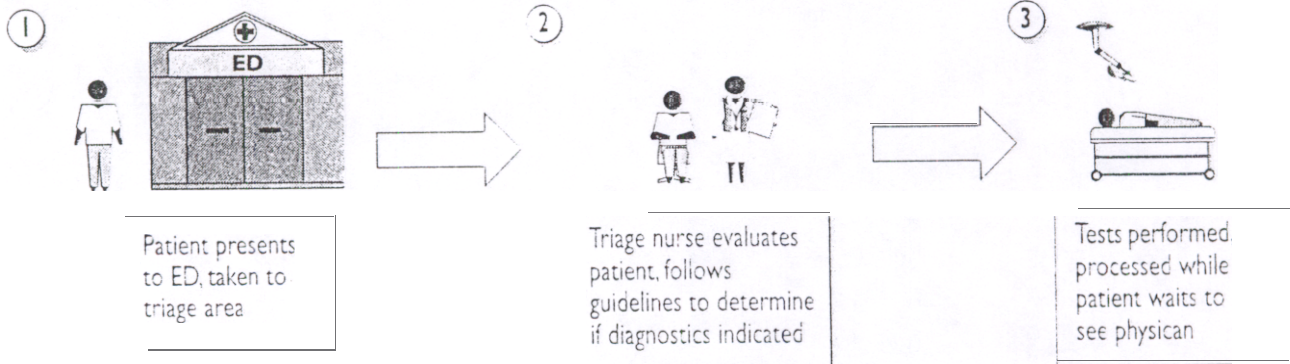 1
2
3
ED
Patient presents
to ED, taken to
triage area
Triage nurse evaluates
patient, follows
guidelines to determine
if diagnostics indicated
Tests performed,
processed while
patient waits to
see physican